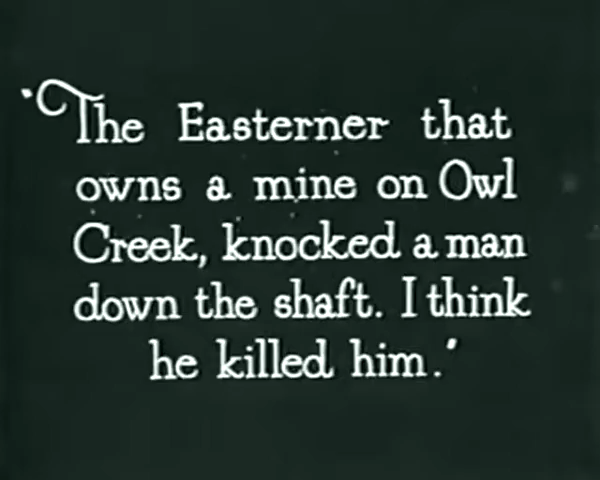 "The Easterner that
owns a mine on Owl
Creek, knocked a man
down the shaft. I think
he killed him."